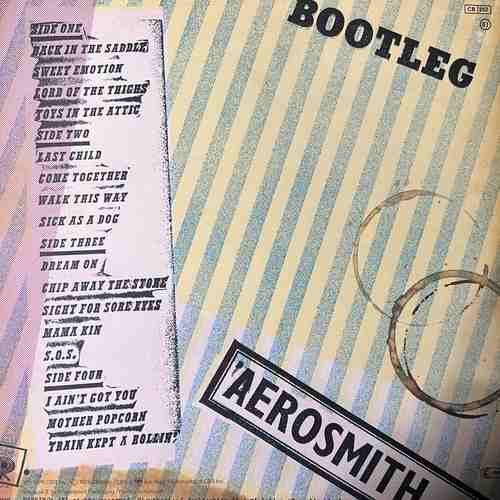 BOOTLEG
SIDE ONE
BACK IN THE SADDLE
SWEET EMOTION
LORD OF THE THIGHS
TOYS IN THE ATTIC
SIDE TWO
LAST CHILD
COME TOGETHER
WALK THIS WAY
SICK AS A DOG
SIDE THREE
DREAM ON
CHIP AWAY THE STONE
SIGHT FOR SORE EYES
MAMA KIN
S.O.S.
SIDE FOUR
I AIN'T GOT YOU
MOTHER POPCORN
TRAIN KEPT A ROLLIN'
AEROSMITH